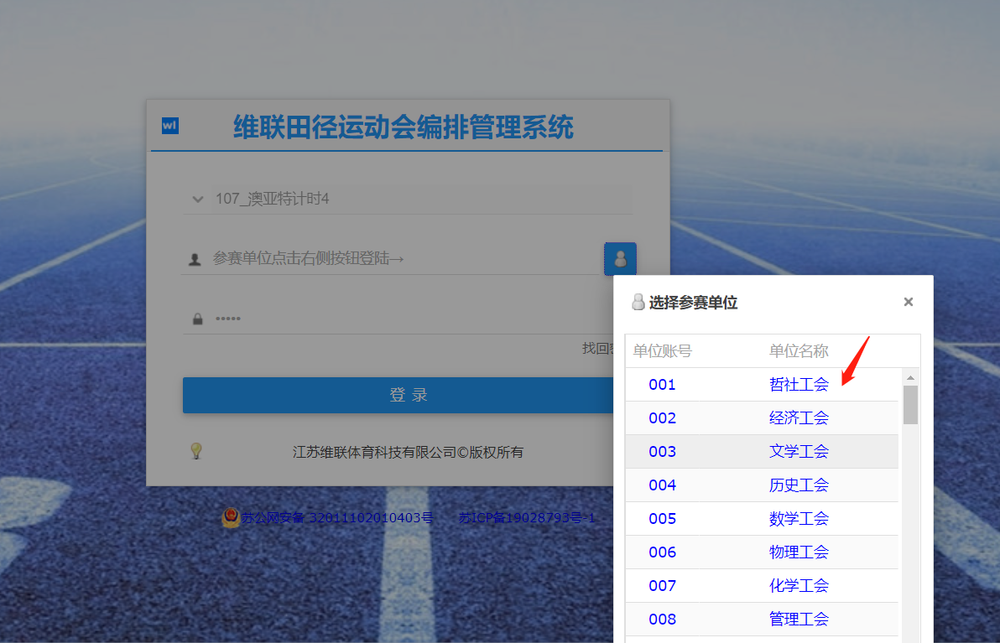 wl 维联田径运动会编排管理系统
107_澳亚特计时4
参赛单位点击右侧按钮登陆→
•••••
找回
登 录
江苏维联体育科技有限公司©版权所有
苏公网安备 32011102010403号 苏ICP备19028793号-1
选择参赛单位 ×
单位账号 单位名称
001 哲社工会
002 经济工会
003 文学工会
004 历史工会
005 数学工会
006 物理工会
007 化学工会
008 管理工会